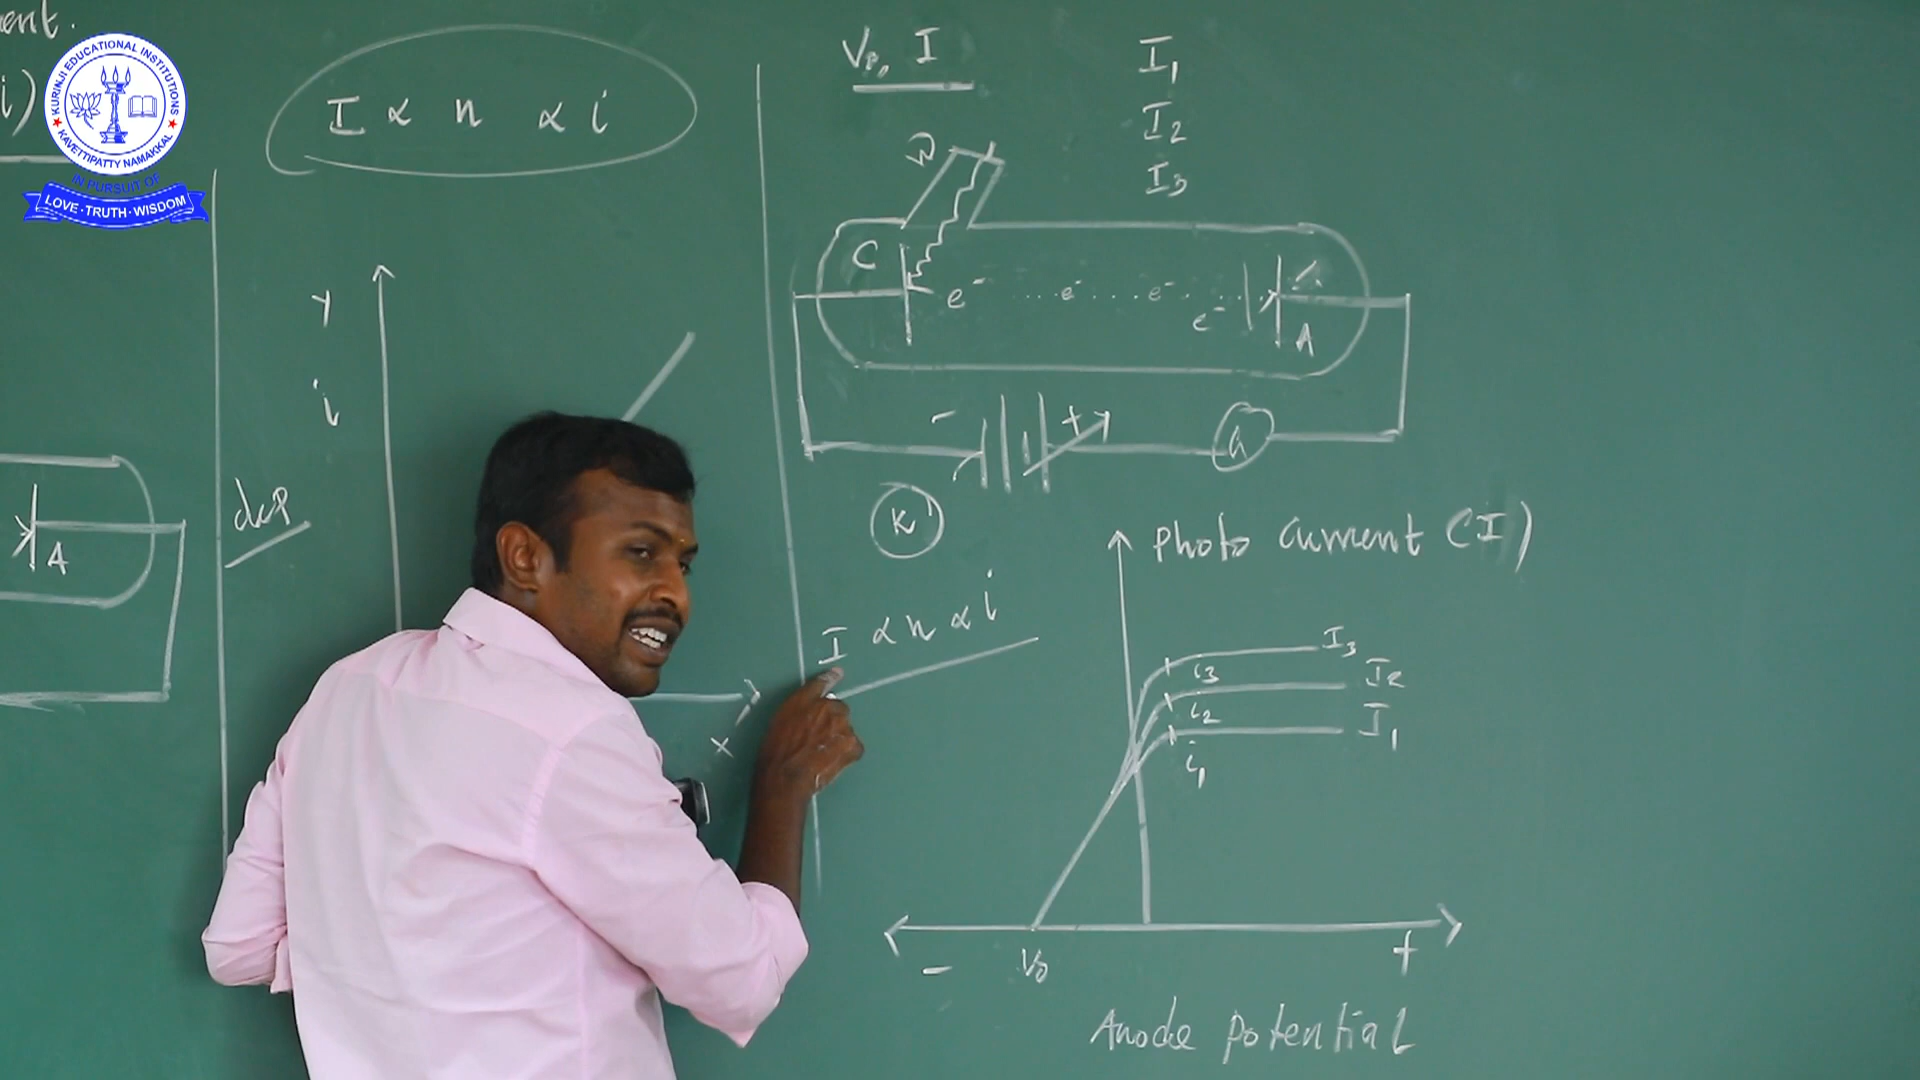 ent.
i)
KURINJI EDUCATIONAL INSTITUTIONS
KAVETTIPATTY NAMAKKAL
IN PURSUIT OF
LOVE · TRUTH · WISDOM
I ∝ n ∝ i
y
i
x
A
V₀, I
I₁
I₂
I₃
W
C
e⁻ e⁻ e⁻ e⁻
A
- +
G
K
I ∝ n ∝ i
Photo current (I)
I₃
i₃
I₂
i₂
I₁
i₁
V₀
- +
Anode potential